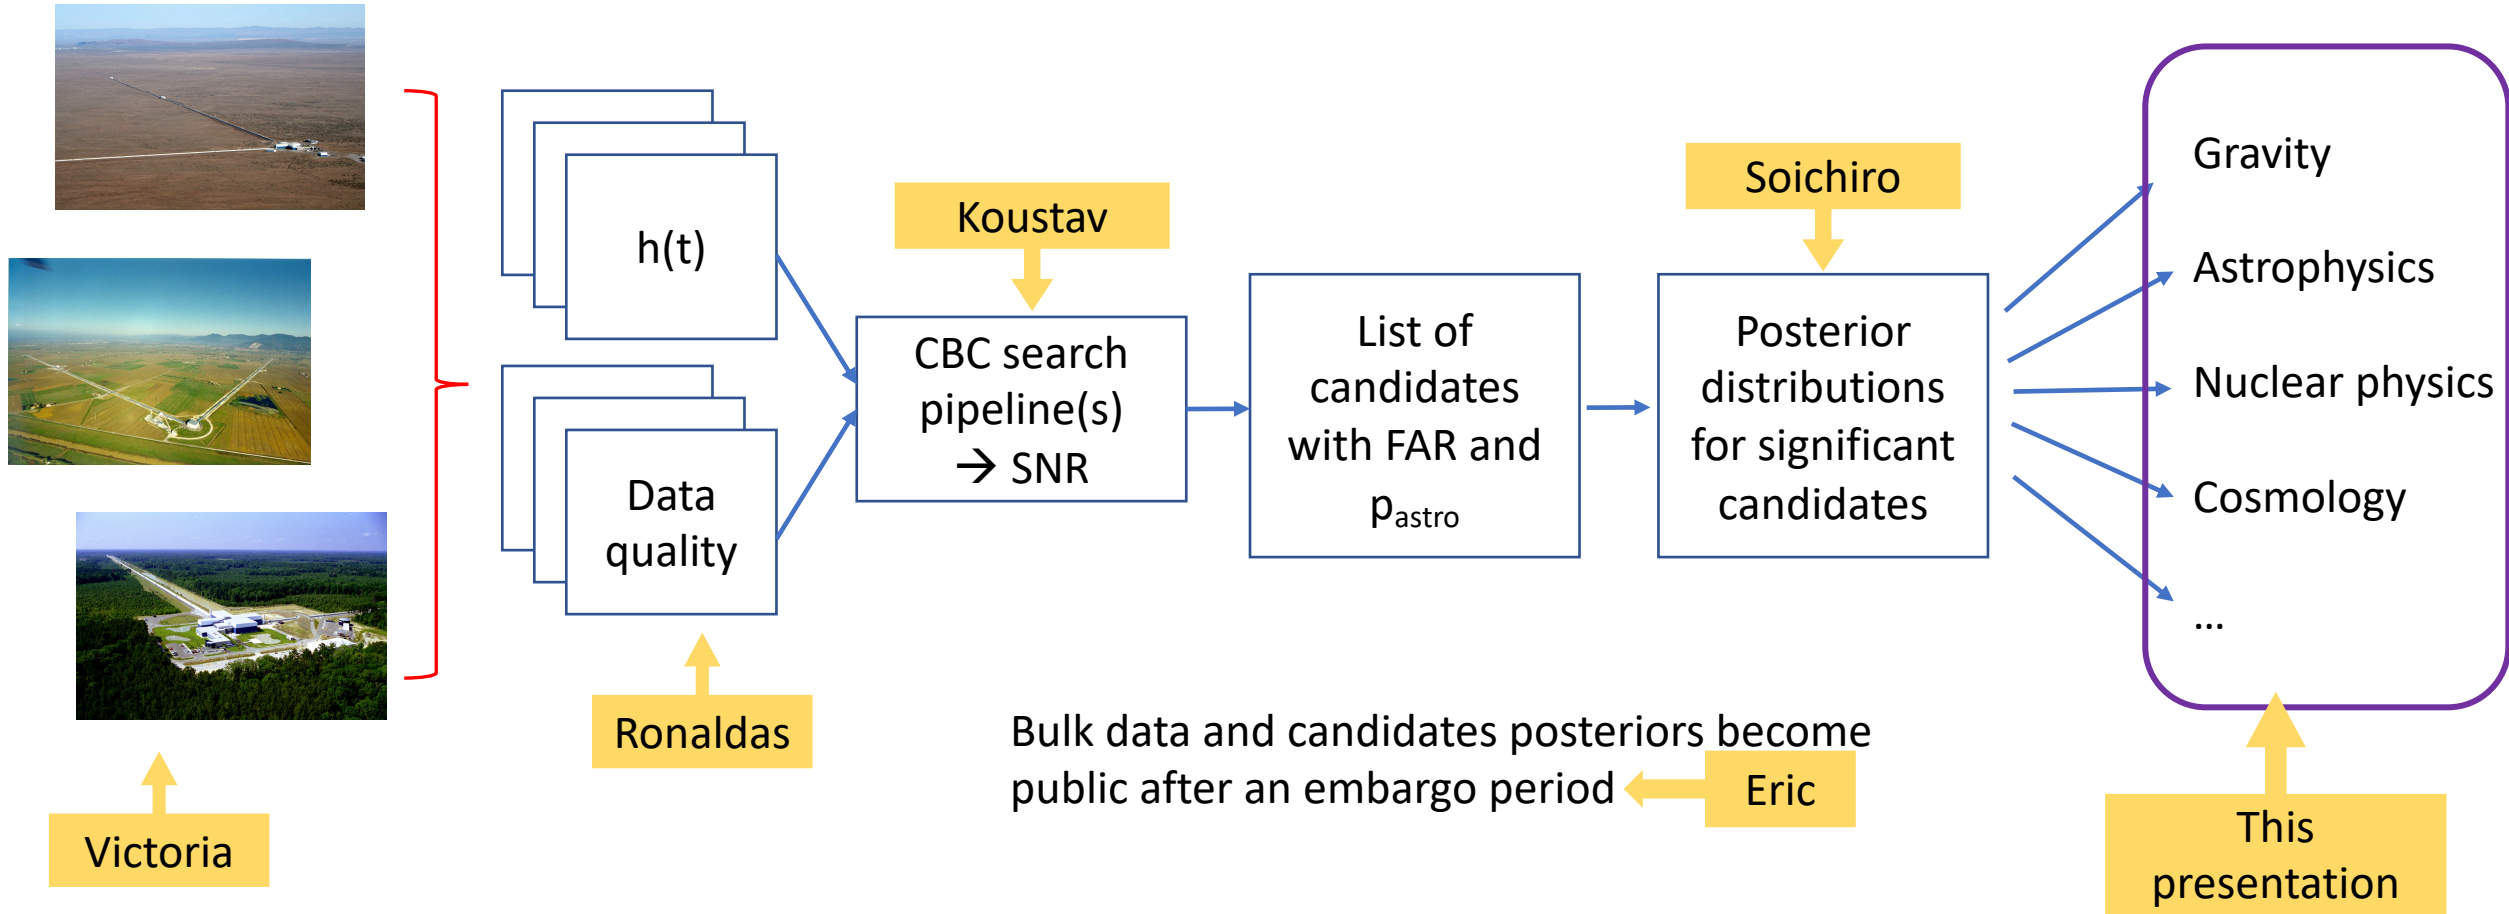 h(t)
Data
quality
Victoria
Ronaldas
Koustav
CBC search
pipeline(s)
→ SNR
List of
candidates
with FAR and
pastro
Soichiro
Posterior
distributions
for significant
candidates
Bulk data and candidates posteriors become
public after an embargo period
Eric
Gravity
Astrophysics
Nuclear physics
Cosmology
...
This
presentation